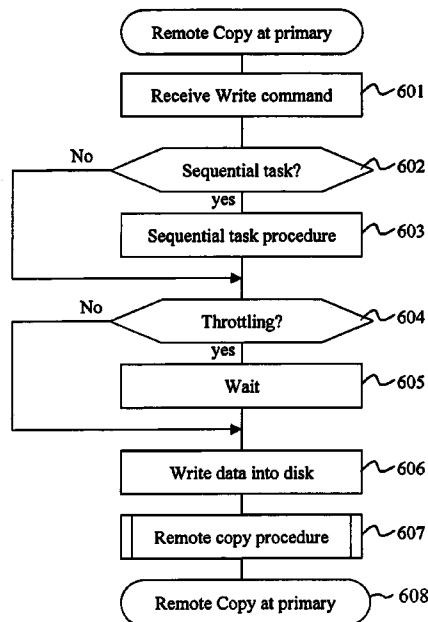 Remote Copy at primary
Receive Write command
601
No
Sequential task?
602
yes
Sequential task procedure
603
No
Throttling?
604
yes
Wait
605
Write data into disk
606
Remote copy procedure
607
Remote Copy at primary
608